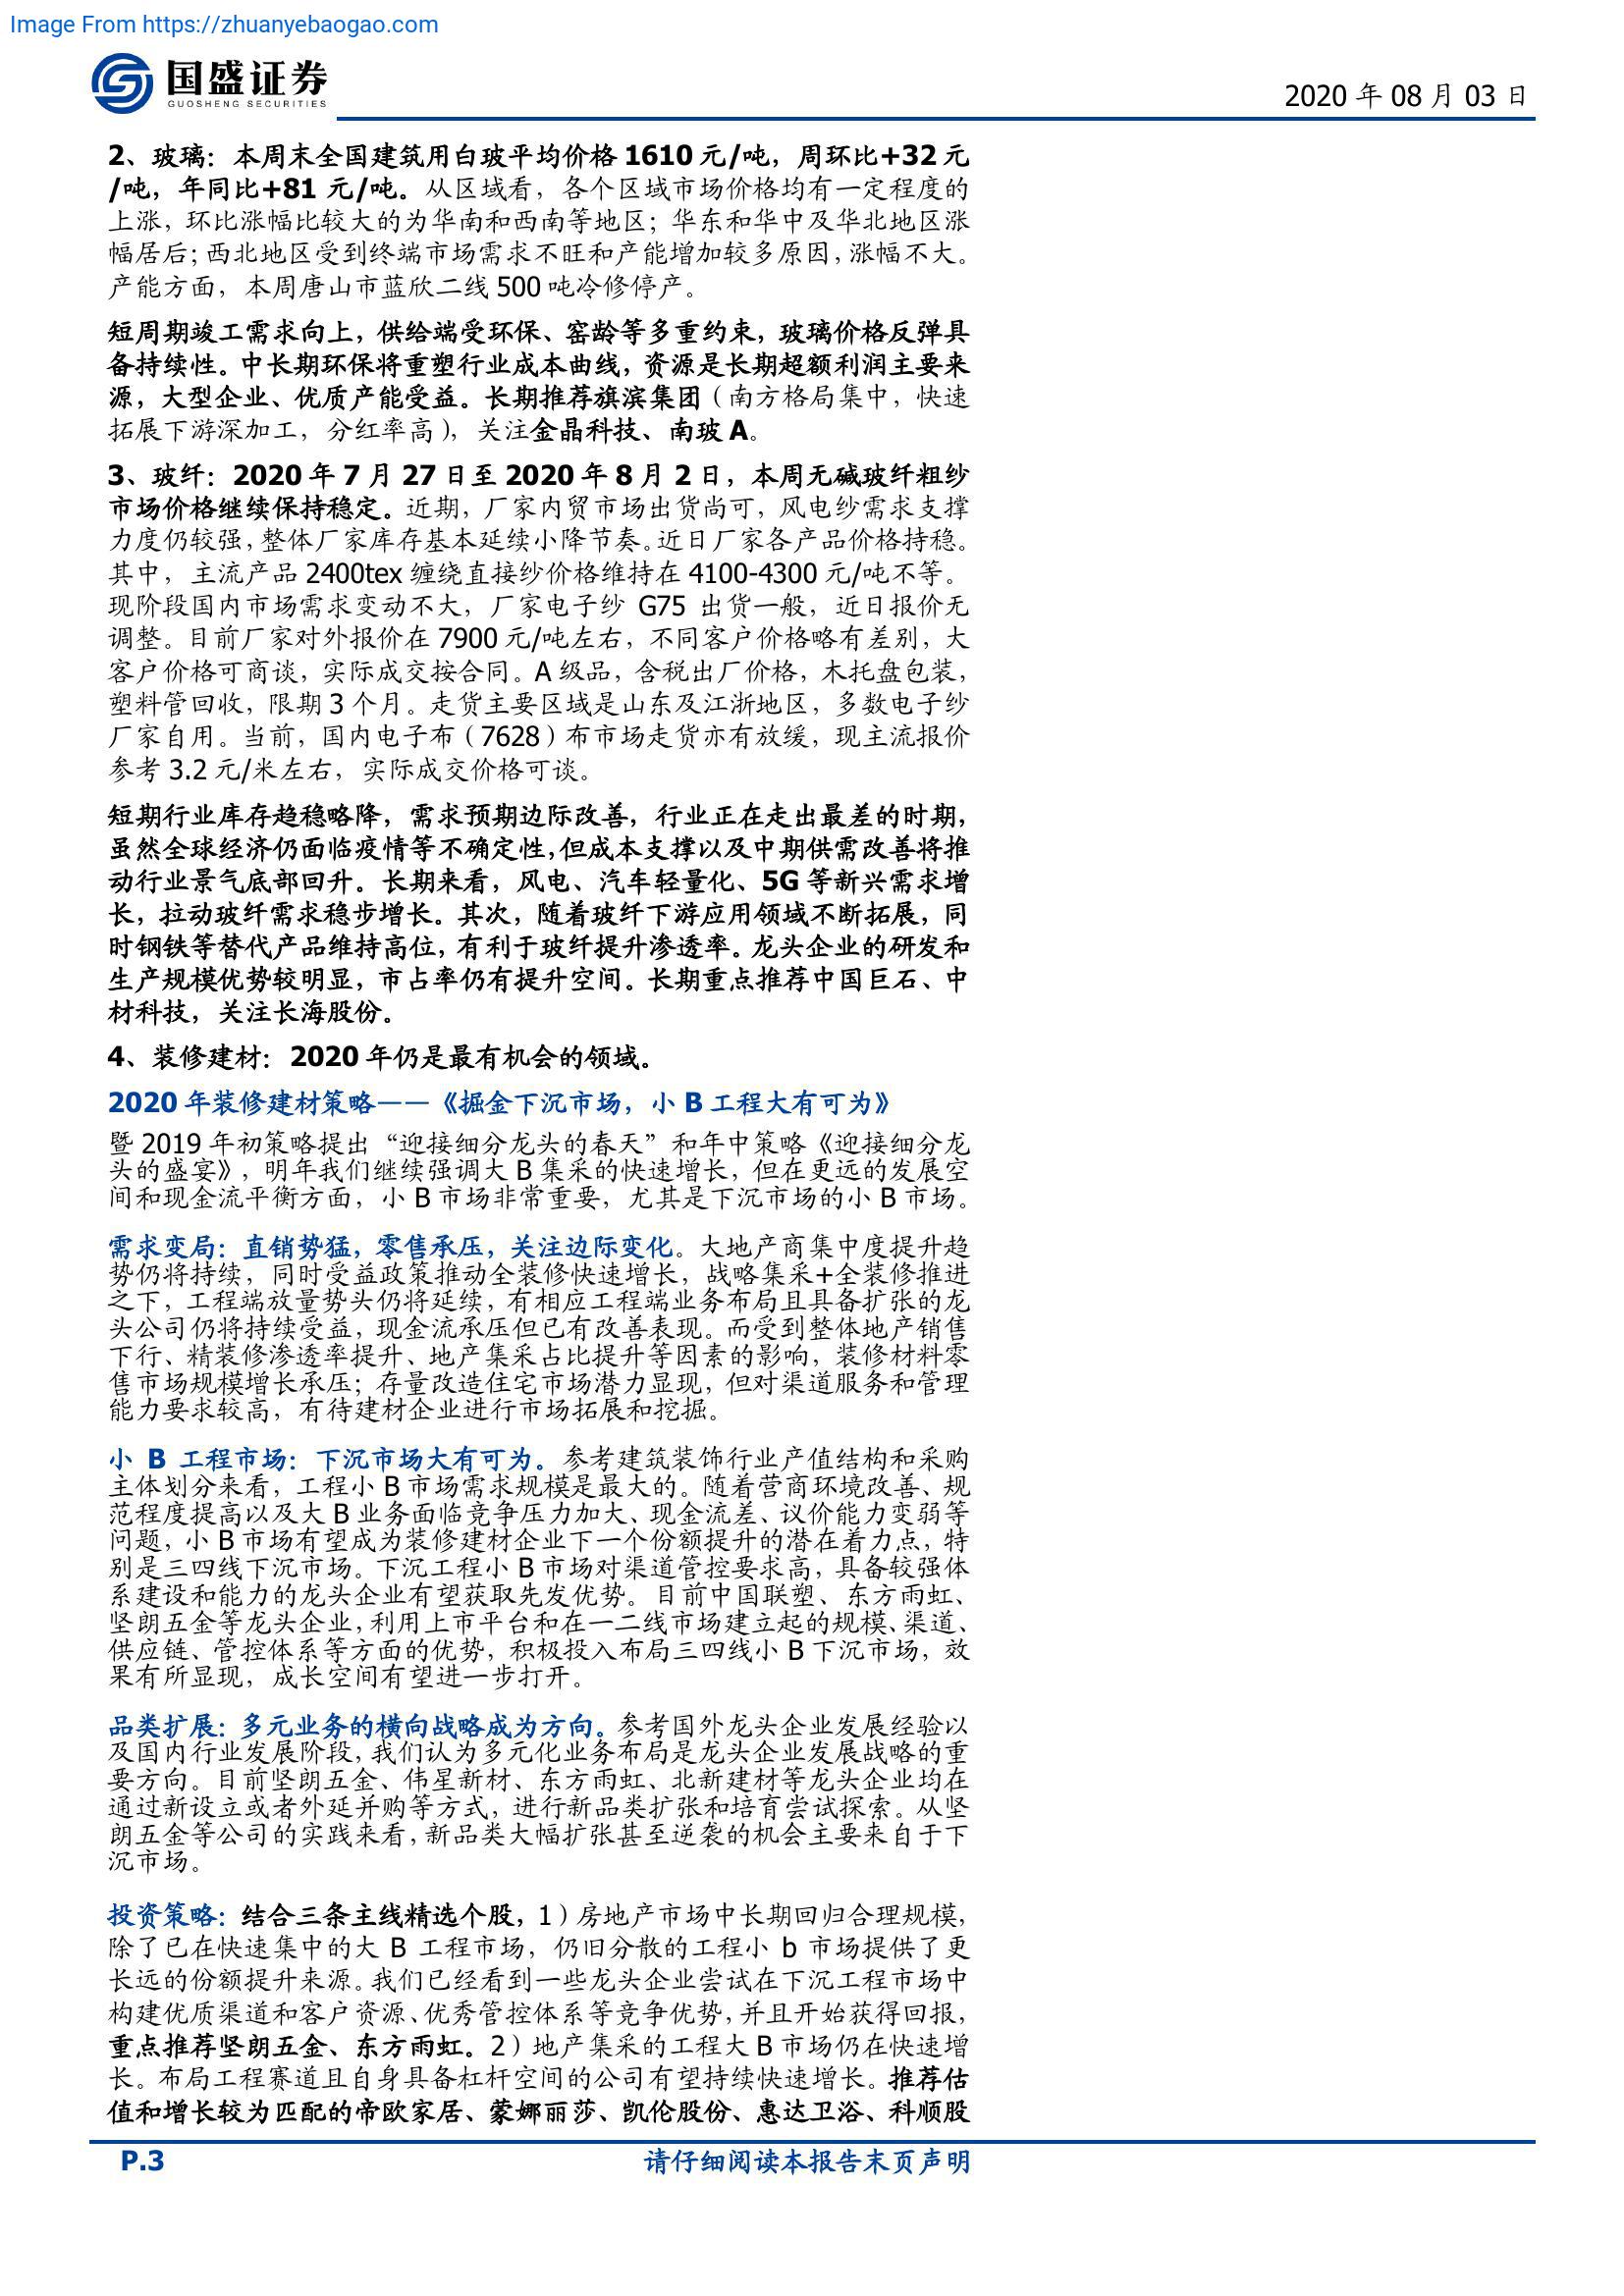 Image From https://zhuanyebaogao.com
国盛证券
GUOSHENG SECURITIES
2020 年 08 月 03 日
2、玻璃：本周末全国建筑用白玻平均价格 1610 元/吨，周环比+32 元
/吨，年同比+81 元/吨。从区域看，各个区域市场价格均有一定程度的
上涨，环比涨幅比较大的为华南和西南等地区；华东和华中及华北地区涨
幅居后；西北地区受到终端市场需求不旺和产能增加较多原因，涨幅不大。
产能方面，本周唐山市蓝欣二线 500 吨冷修停产。
短周期竣工需求向上，供给端受环保、窑龄等多重约束，玻璃价格反弹具
备持续性。中长期环保将重塑行业成本曲线，资源是长期超额利润主要来
源，大型企业、优质产能受益。长期推荐旗滨集团（南方格局集中，快速
拓展下游深加工，分红率高），关注金晶科技、南玻 A。
3、玻纤：2020 年 7 月 27 日至 2020 年 8 月 2 日，本周无碱玻纤粗纱
市场价格继续保持稳定。近期，厂家内贸市场出货尚可，风电纱需求支撑
力度仍较强，整体厂家库存基本延续小降节奏。近日厂家各产品价格持稳。
其中，主流产品 2400tex 缠绕直接纱价格维持在 4100-4300 元/吨不等。
现阶段国内市场需求变动不大，厂家电子纱 G75 出货一般，近日报价无
调整。目前厂家对外报价在 7900 元/吨左右，不同客户价格略有差别，大
客户价格可商谈，实际成交按合同。A 级品，含税出厂价格，木托盘包装，
塑料管回收，限期 3 个月。走货主要区域是山东及江浙地区，多数电子纱
厂家自用。当前，国内电子布（7628）布市场走货亦有放缓，现主流报价
参考 3.2 元/米左右，实际成交价格可谈。
短期行业库存趋稳略降，需求预期边际改善，行业正在走出最差的时期，
虽然全球经济仍面临疫情等不确定性，但成本支撑以及中期供需改善将推
动行业景气底部回升。长期来看，风电、汽车轻量化、5G 等新兴需求增
长，拉动玻纤需求稳步增长。其次，随着玻纤下游应用领域不断拓展，同
时钢铁等替代产品维持高位，有利于玻纤提升渗透率。龙头企业的研发和
生产规模优势较明显，市占率仍有提升空间。长期重点推荐中国巨石、中
材科技，关注长海股份。
4、装修建材：2020 年仍是最有机会的领域。
2020 年装修建材策略——《掘金下沉市场，小 B 工程大有可为》
暨 2019 年初策略提出“迎接细分龙头的春天”和年中策略《迎接细分龙
头的盛宴》，明年我们继续强调大 B 集采的快速增长，但在更远的发展空
间和现金流平衡方面，小 B 市场非常重要，尤其是下沉市场的小 B 市场。
需求变局：直销势猛，零售承压，关注边际变化。大地产商集中度提升趋
势仍将持续，同时受益政策推动全装修快速增长，战略集采+全装修推进
之下，工程端放量势头仍将延续，有相应工程端业务布局且具备扩张的龙
头公司仍将持续受益，现金流承压但已有改善表现。而受到整体地产销售
下行、精装修渗透率提升、地产集采占比提升等因素的影响，装修材料零
售市场规模增长承压；存量改造住宅市场潜力显现，但对渠道服务和管理
能力要求较高，有待建材企业进行市场拓展和挖掘。
小 B 工程市场：下沉市场大有可为。参考建筑装饰行业产值结构和采购
主体划分来看，工程小 B 市场需求规模是最大的。随着营商环境改善、规
范程度提高以及大 B 业务面临竞争压力加大、现金流差、议价能力变弱等
问题，小 B 市场有望成为装修建材企业下一个份额提升的潜在着力点，特
别是三四线下沉市场。下沉工程小 B 市场对渠道管控要求高，具备较强体
系建设和能力的龙头企业有望获取先发优势。目前中国联塑、东方雨虹、
坚朗五金等龙头企业，利用上市平台和在一二线市场建立起的规模、渠道、
供应链、管控体系等方面的优势，积极投入布局三四线小 B 下沉市场，效
果有所显现，成长空间有望进一步打开。
品类扩展：多元业务的横向战略成为方向。参考国外龙头企业发展经验以
及国内行业发展阶段，我们认为多元化业务布局是龙头企业发展战略的重
要方向。目前坚朗五金、伟星新材、东方雨虹、北新建材等龙头企业均在
通过新设立或者外延并购等方式，进行新品类扩张和培育尝试探索。从坚
朗五金等公司的实践来看，新品类大幅扩张甚至逆袭的机会主要来自于下
沉市场。
投资策略：结合三条主线精选个股，1）房地产市场中长期回归合理规模，
除了已在快速集中的大 B 工程市场，仍旧分散的工程小 b 市场提供了更
长远的份额提升来源。我们已经看到一些龙头企业尝试在下沉工程市场中
构建优质渠道和客户资源、优秀管控体系等竞争优势，并且开始获得回报，
重点推荐坚朗五金、东方雨虹。2）地产集采的工程大 B 市场仍在快速增
长。布局工程赛道且自身具备杠杆空间的公司有望持续快速增长。推荐估
值和增长较为匹配的帝欧家居、蒙娜丽莎、凯伦股份、惠达卫浴、科顺股
P.3
请仔细阅读本报告末页声明